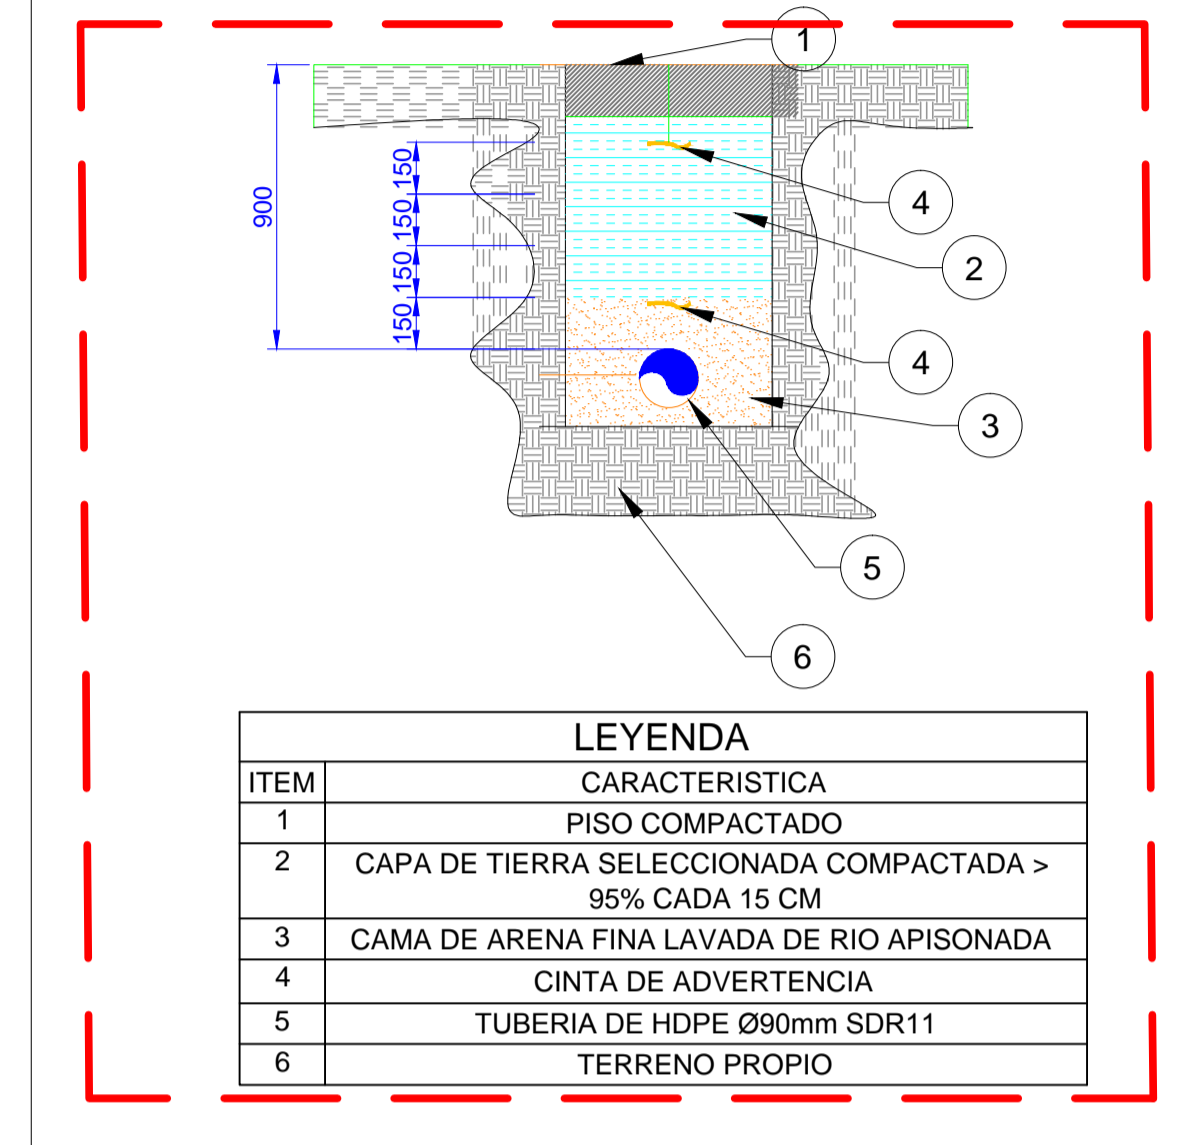 1
900
150
150
150
150
4
2
4
3
5
6
LEYENDA
ITEM CARACTERISTICA
1 PISO COMPACTADO
2 CAPA DE TIERRA SELECCIONADA COMPACTADA >
95% CADA 15 CM
3 CAMA DE ARENA FINA LAVADA DE RIO APISONADA
4 CINTA DE ADVERTENCIA
5 TUBERIA DE HDPE Ø90mm SDR11
6 TERRENO PROPIO